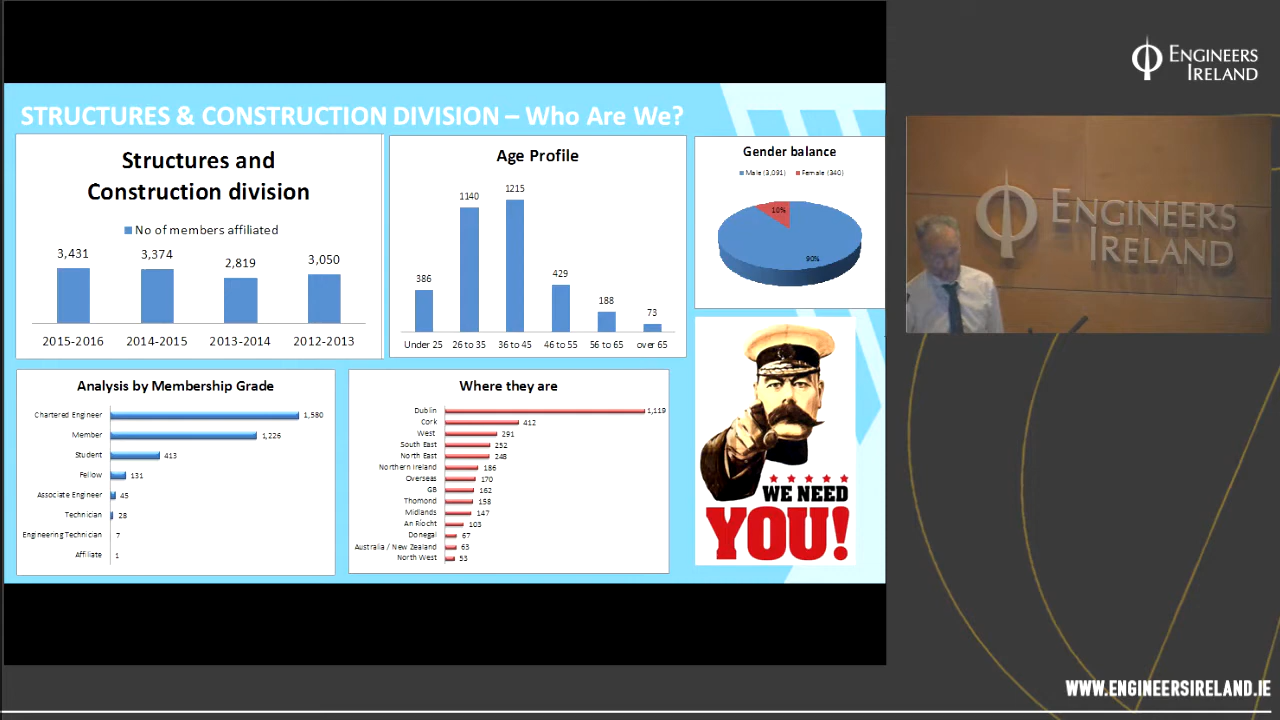 STRUCTURES & CONSTRUCTION DIVISION – Who Are We?
Structures and
Construction division
No of members affiliated
3,431
3,374
2,819
3,050
2015-2016
2014-2015
2013-2014
2012-2013
Age Profile
386
1140
1215
429
188
73
Under 25
26 to 35
36 to 45
46 to 55
56 to 65
over 65
Gender balance
Male (3,091)
Female (340)
10%
90%
Analysis by Membership Grade
Chartered Engineer 1,580
Member 1,226
Student 413
Fellow 131
Associate Engineer 45
Technician 28
Engineering Technician 7
Affiliate 1
Where they are
Dublin 1,119
Cork 412
West 291
South East 252
North East 248
Northern Ireland 186
Overseas 170
GB 162
Thomond 158
Midlands 147
An Ríocht 103
Donegal 67
Australia / New Zealand 63
North West 53
WE NEED
YOU!
ENGINEERS
IRELAND
ENGINEERS
IRELAND
WWW.ENGINEERSIRELAND.IE